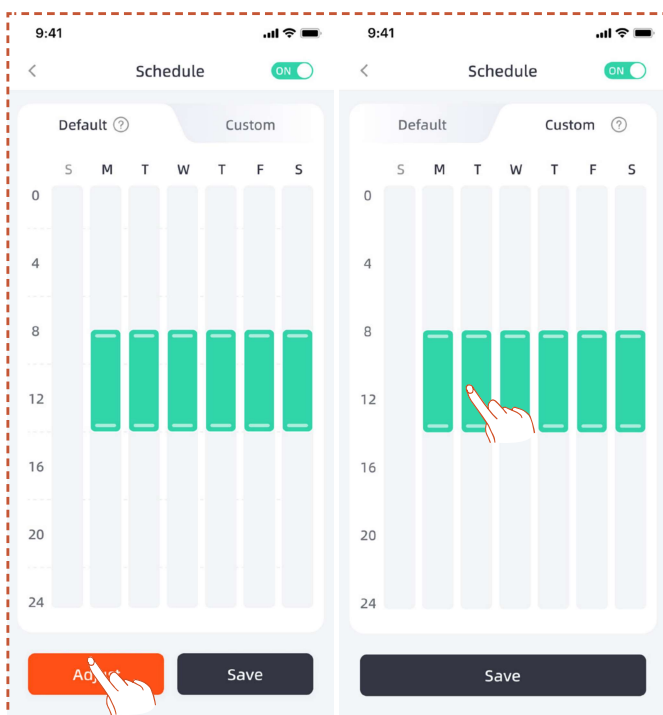 9:41
Schedule
ON
Default ?
Custom
S M T W T F S
0
4
8
12
16
20
24
Adjust
Save
9:41
Schedule
ON
Default
Custom ?
S M T W T F S
0
4
8
12
16
20
24
Save